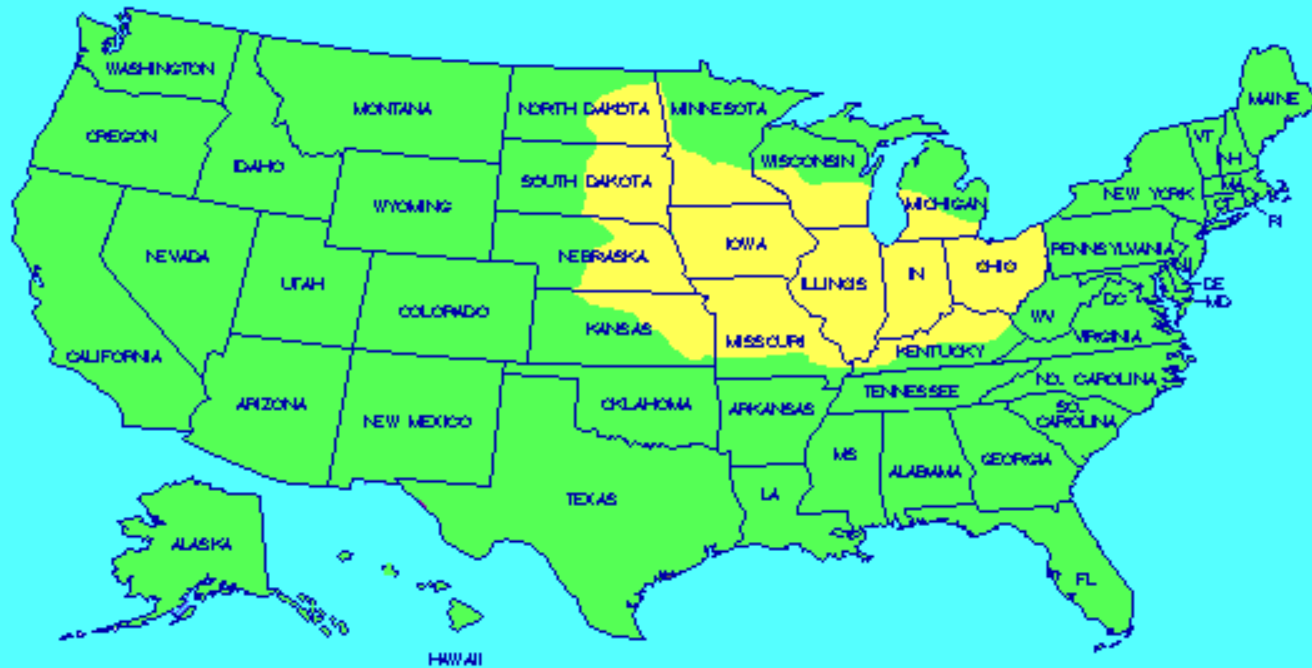 WASHINGTON
OREGON
CALIFORNIA
NEVADA
IDAHO
MONTANA
WYOMING
UTAH
ARIZONA
COLORADO
NEW MEXICO
NORTH DAKOTA
SOUTH DAKOTA
NEBRASKA
KANSAS
OKLAHOMA
TEXAS
MINNESOTA
IOWA
MISSOURI
ARKANSAS
LA
WISCONSIN
ILLINOIS
MICHIGAN
IN
OHIO
KENTUCKY
TENNESSEE
MS
ALABAMA
GEORGIA
FL
SO.
CAROLINA
NO. CAROLINA
VIRGINIA
WV
DC
MD
DE
NJ
PENNSYLVANIA
NEW YORK
CT
RI
MA
VT
NH
MAINE
ALASKA
HAWAII